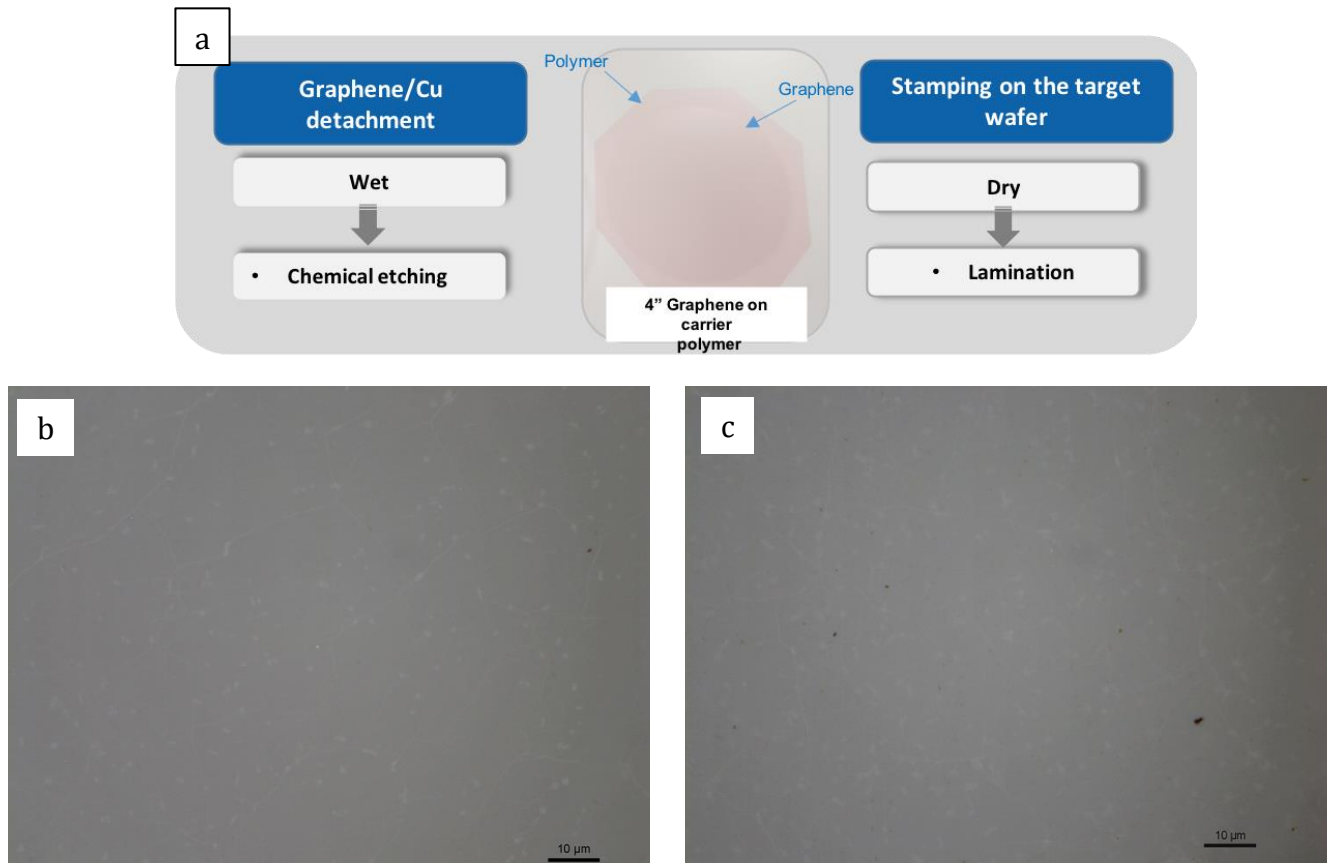 a
Graphene/Cu
detachment
Wet
• Chemical etching
Polymer
Graphene
4” Graphene on
carrier
polymer
Stamping on the target
wafer
Dry
• Lamination
b
10 µm
c
10 µm